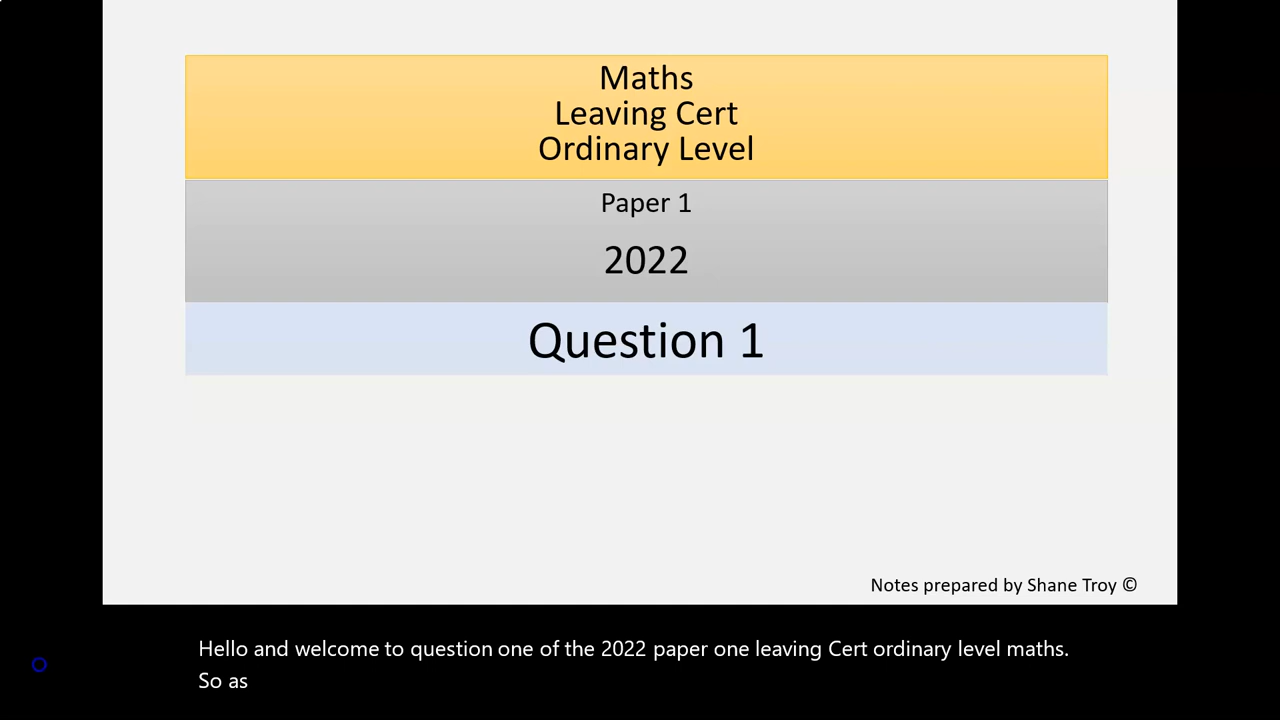 Maths
Leaving Cert
Ordinary Level
Paper 1
2022
Question 1
Notes prepared by Shane Troy ©
Hello and welcome to question one of the 2022 paper one leaving Cert ordinary level maths.
So as